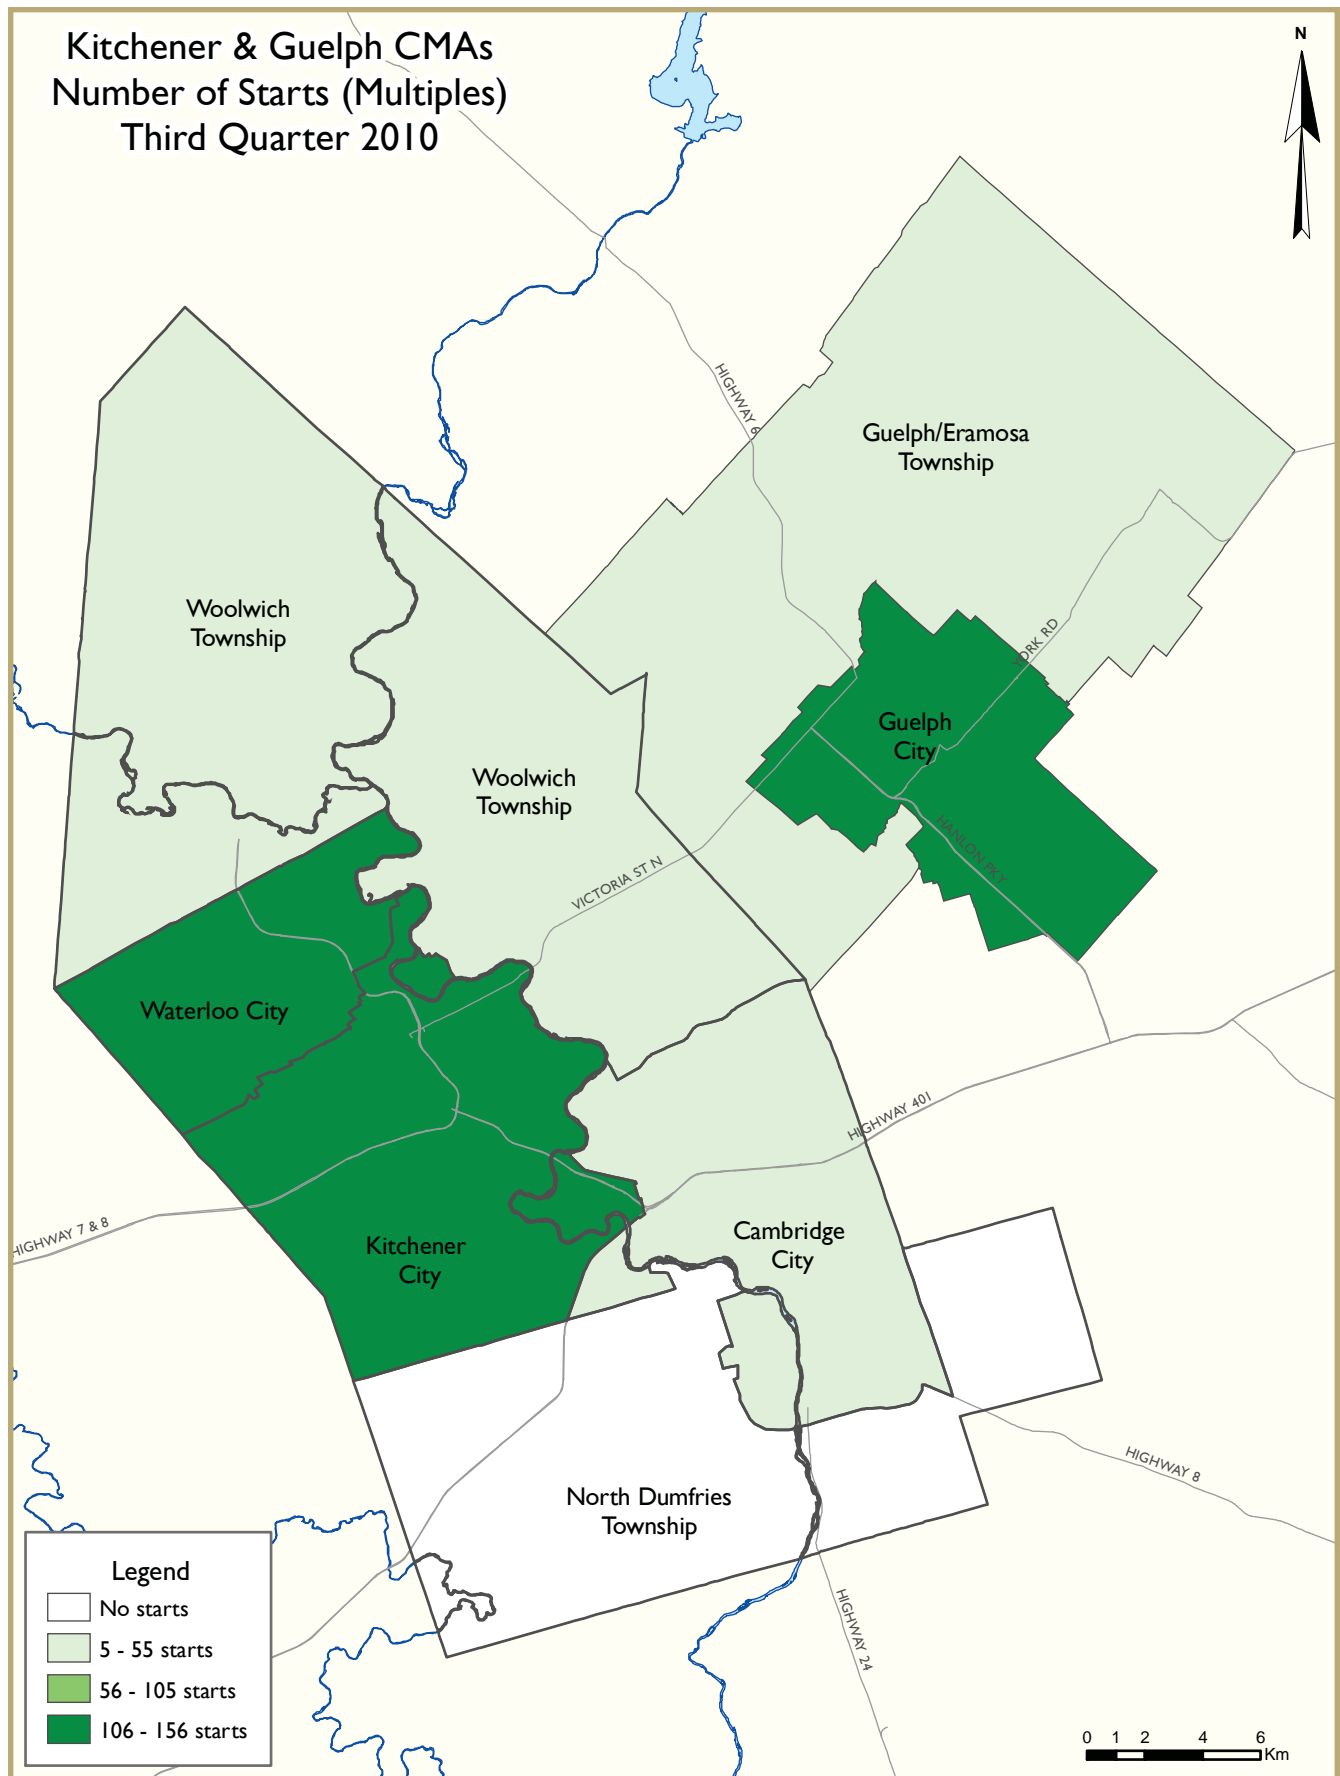 Kitchener & Guelph CMAs
Number of Starts (Multiples)
Third Quarter 2010
N
HIGHWAY 6
Guelph/Eramosa
Township
Woolwich
Township
YORK RD
Guelph
City
Woolwich
Township
HANLON PKY
VICTORIA ST N
Waterloo City
HIGHWAY 401
HIGHWAY 7 & 8
Kitchener
City
Cambridge
City
HIGHWAY 8
North Dumfries
Township
HIGHWAY 24
Legend
No starts
5 - 55 starts
56 - 105 starts
106 - 156 starts
0 1 2 4 6
Km